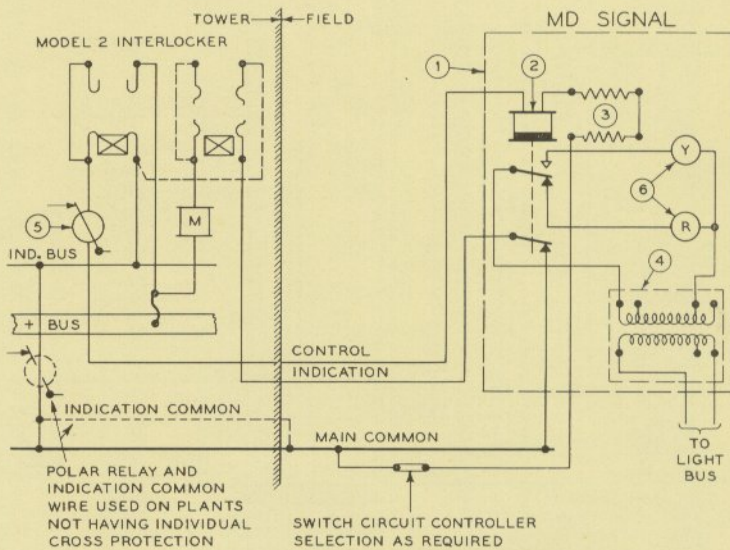 TOWER FIELD
MD SIGNAL
MODEL 2 INTERLOCKER
1
2
3
Y
6
R
5
M
4
IND. BUS
+ BUS
CONTROL
INDICATION
INDICATION COMMON
MAIN COMMON
TO
LIGHT
BUS
POLAR RELAY AND
INDICATION COMMON
WIRE USED ON PLANTS
NOT HAVING INDIVIDUAL
CROSS PROTECTION
SWITCH CIRCUIT CONTROLLER
SELECTION AS REQUIRED